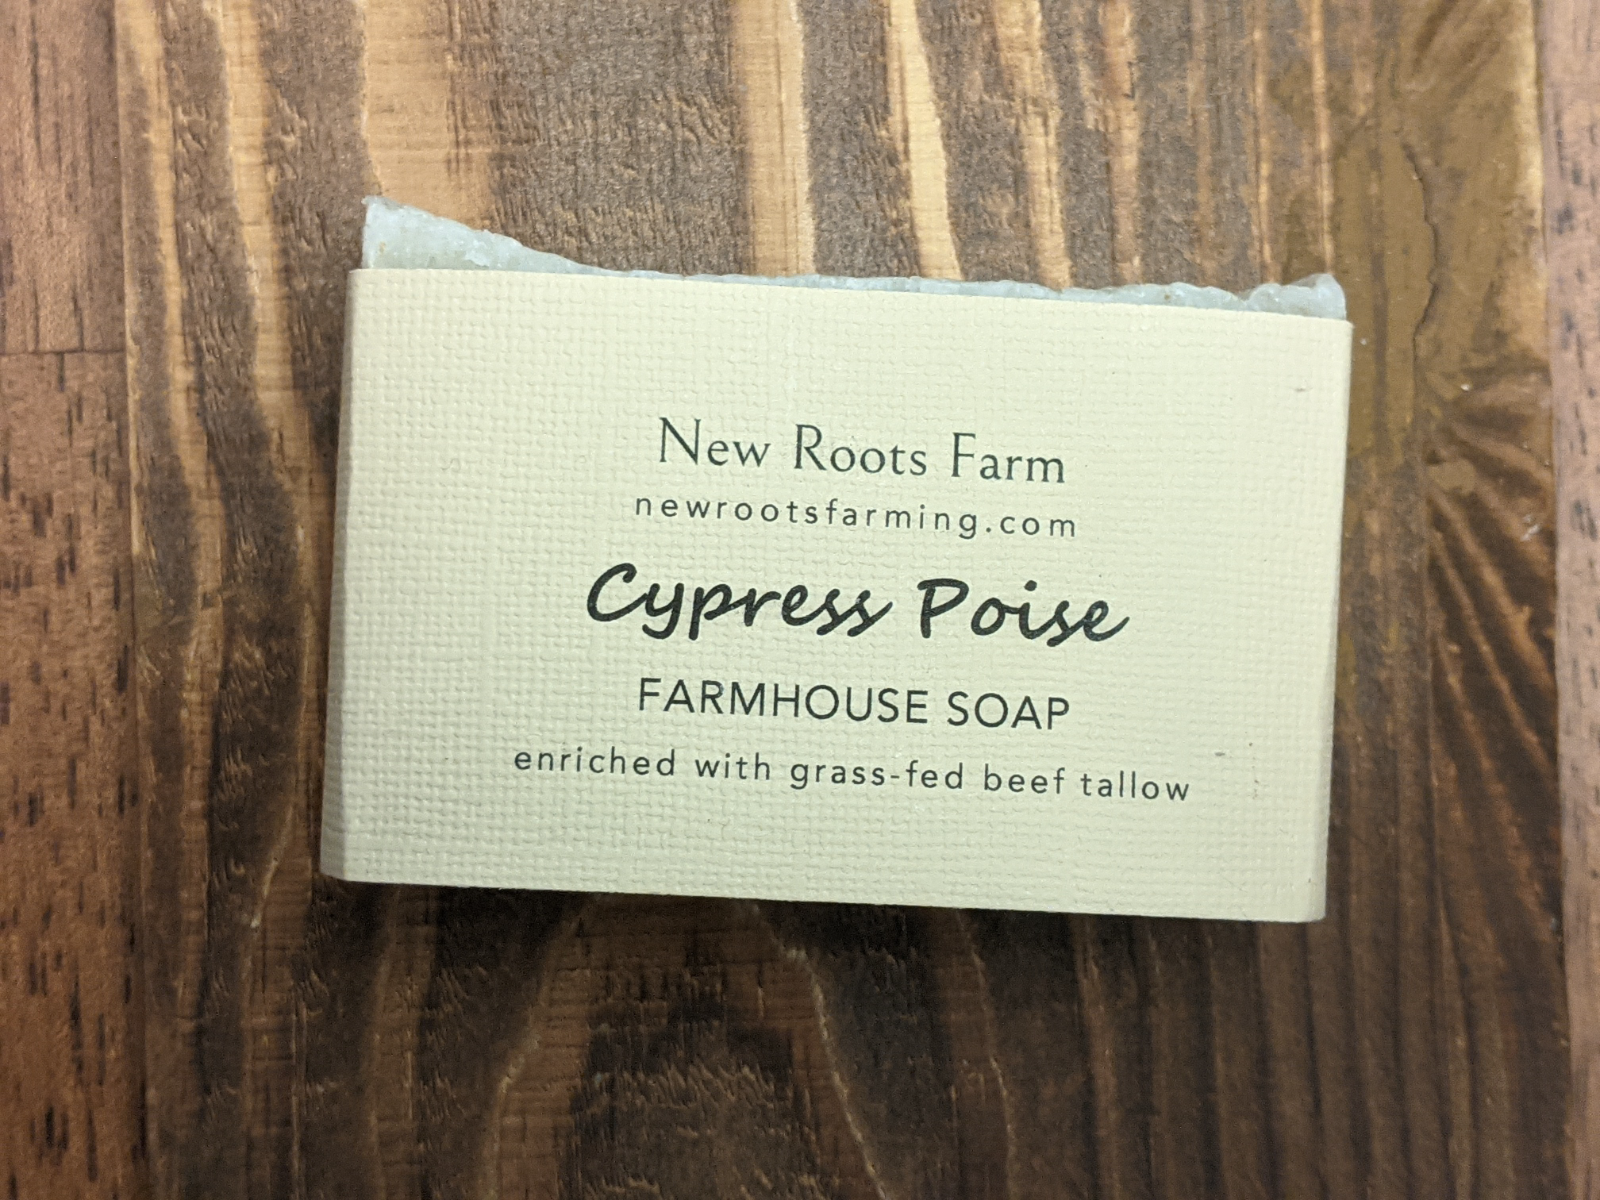 New Roots Farm
newrootsfarming.com
Cypress Poise
FARMHOUSE SOAP
enriched with grass-fed beef tallow